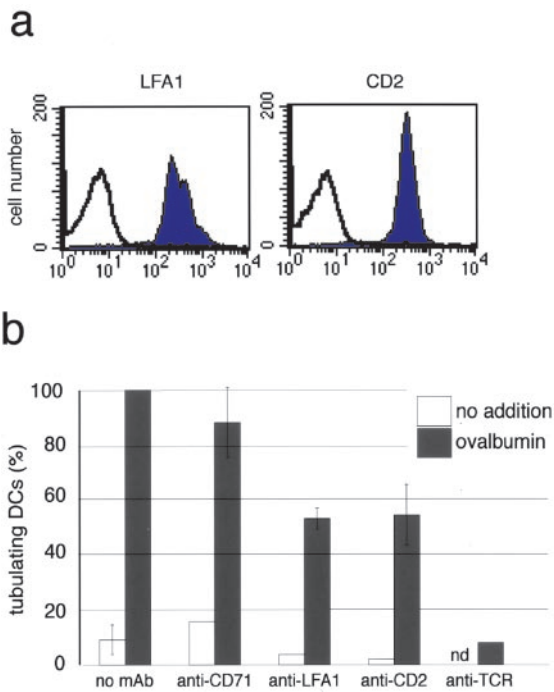 a
LFA1
CD2
200
cell number
0
10^0 10^1 10^2 10^3 10^4
200
0
10^0 10^1 10^2 10^3 10^4
b
tubulating DCs (%)
100
80
60
40
20
0
no addition
ovalbumin
nd
no mAb anti-CD71 anti-LFA1 anti-CD2 anti-TCR